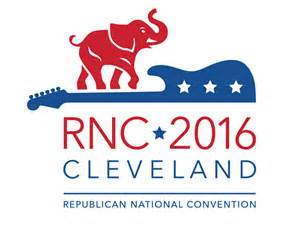 RNC★2016
CLEVELAND
REPUBLICAN NATIONAL CONVENTION